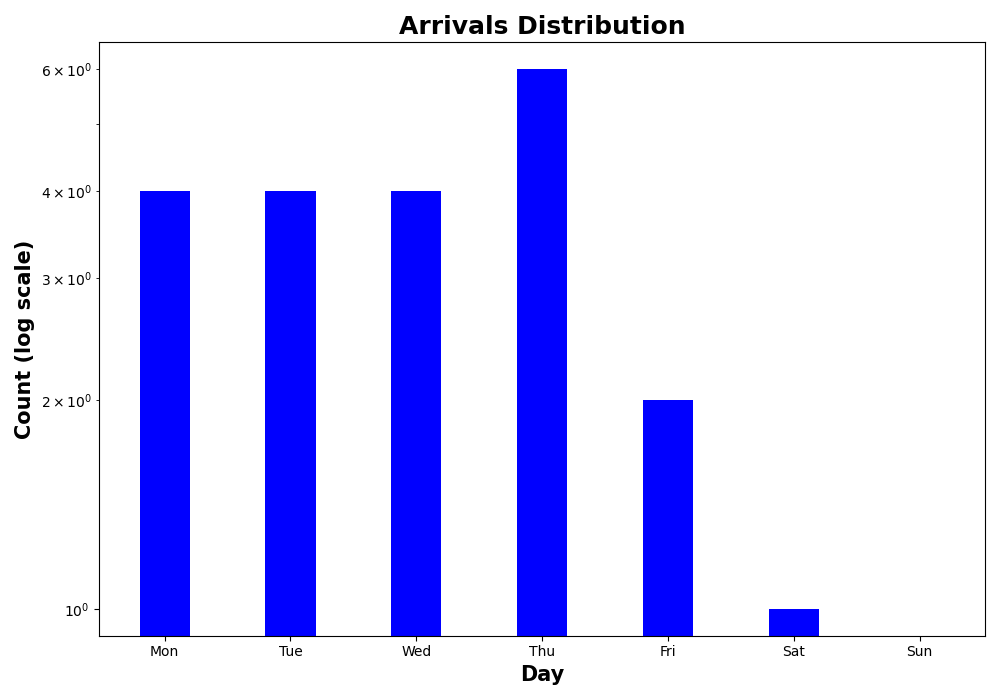 Arrivals Distribution
6 × 10⁰
4 × 10⁰
3 × 10⁰
2 × 10⁰
10⁰
Count (log scale)
Mon Tue Wed Thu Fri Sat Sun
Day